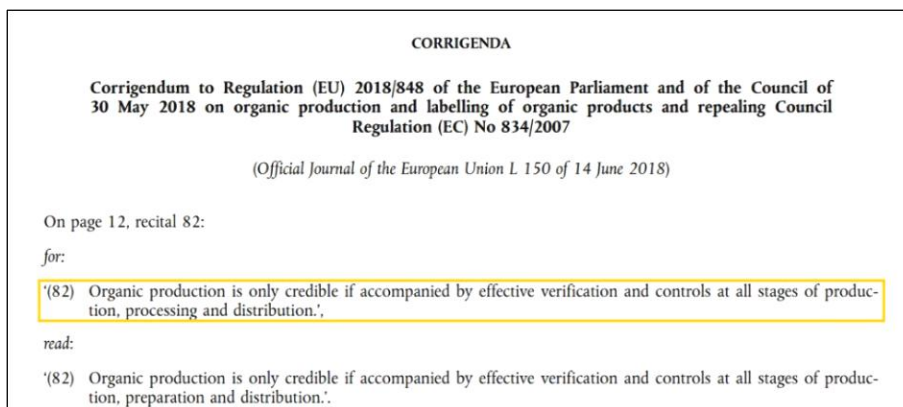 CORRIGENDA
Corrigendum to Regulation (EU) 2018/848 of the European Parliament and of the Council of
30 May 2018 on organic production and labelling of organic products and repealing Council
Regulation (EC) No 834/2007
(Official Journal of the European Union L 150 of 14 June 2018)
On page 12, recital 82:
for:
‘(82) Organic production is only credible if accompanied by effective verification and controls at all stages of produc-
tion, processing and distribution.’,
read:
‘(82) Organic production is only credible if accompanied by effective verification and controls at all stages of produc-
tion, preparation and distribution.’.